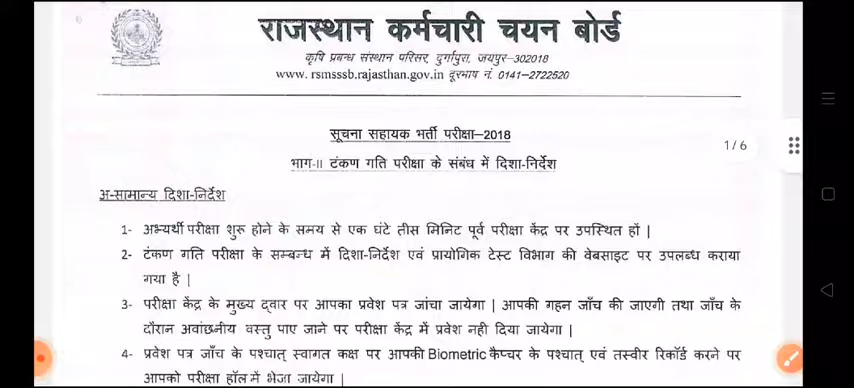 राजस्थान कर्मचारी चयन बोर्ड
कृषि प्रबन्ध संस्थान परिसर, दुर्गापुरा, जयपुर–302018
www. rsmsssb.rajasthan.gov.in दूरभाष नं. 0141-2722520
सूचना सहायक भर्ती परीक्षा–2018
1/6
भाग-II टंकण गति परीक्षा के संबंध में दिशा-निर्देश
अ-सामान्य दिशा-निर्देश
1- अभ्यर्थी परीक्षा शुरू होने के समय से एक घंटे तीस मिनिट पूर्व परीक्षा केंद्र पर उपस्थित हों |
2- टंकण गति परीक्षा के सम्बन्ध में दिशा-निर्देश एवं प्रायोगिक टेस्ट विभाग की वेबसाइट पर उपलब्ध कराया
गया है |
3- परीक्षा केंद्र के मुख्य द्वार पर आपका प्रवेश पत्र जांचा जायेगा | आपकी गहन जाँच की जाएगी तथा जाँच के
दौरान अवांछनीय वस्तु पाए जाने पर परीक्षा केंद्र में प्रवेश नही दिया जायेगा |
4- प्रवेश पत्र जाँच के पश्चात् स्वागत कक्ष पर आपकी Biometric कैप्चर के पश्चात् एवं तस्वीर रिकॉर्ड करने पर
आपको परीक्षा हॉल में भेजा जायेगा |